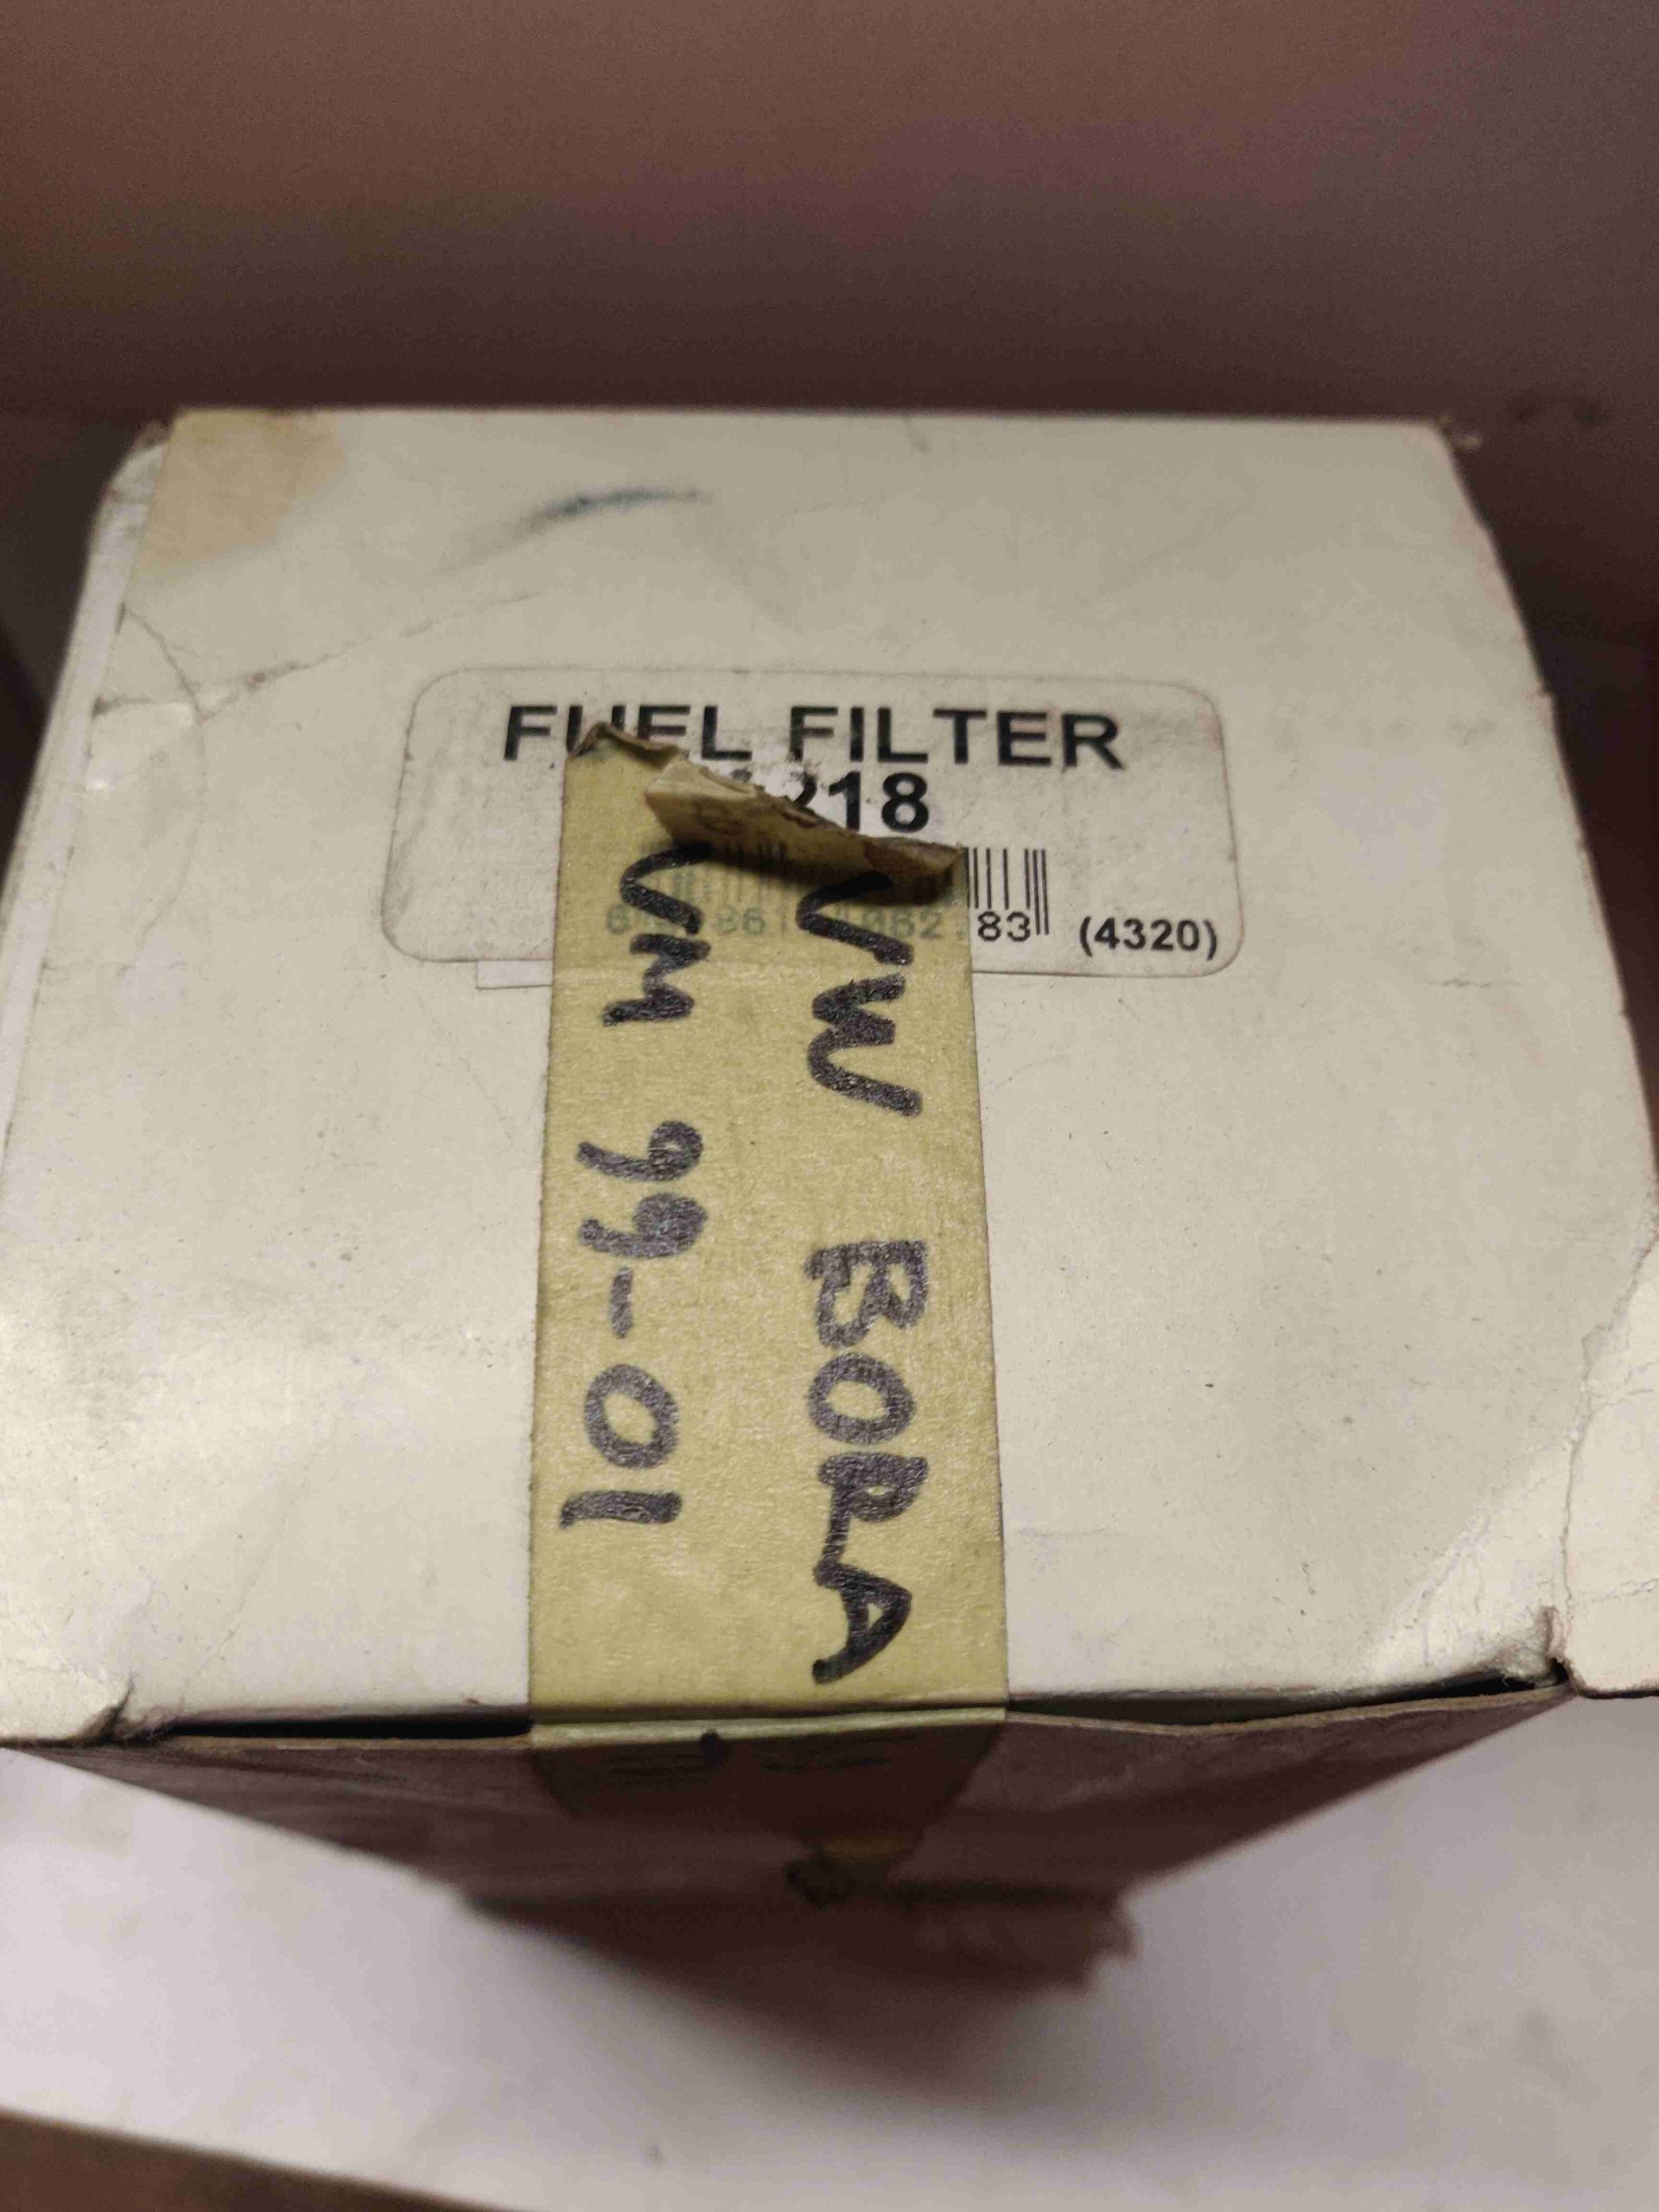 FUEL FILTER
218
83 (4320)
VW BORA
VM 99-01